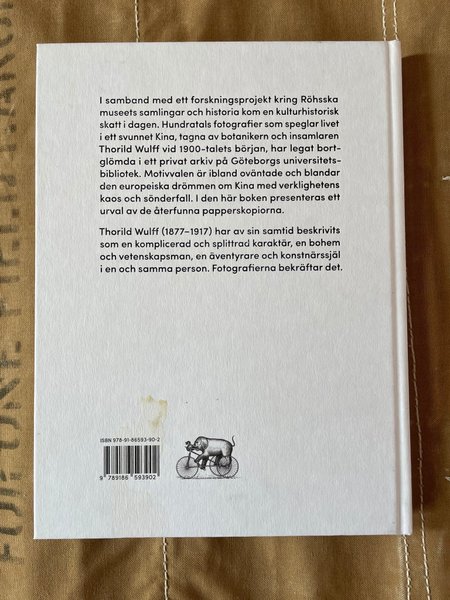 I samband med ett forskningsprojekt kring Röhsska
museets samlingar och historia kom en kulturhistorisk
skatt i dagen. Hundratals fotografier som speglar livet
i ett svunnet Kina, tagna av botanikern och insamlaren
Thorild Wulff vid 1900-talets början, har legat bort-
glömda i ett privat arkiv på Göteborgs universitets-
bibliotek. Motivvalen är ibland oväntade och blandar
den europeiska drömmen om Kina med verklighetens
kaos och sönderfall. I den här boken presenteras ett
urval av de återfunna papperskopiorna.
Thorild Wulff (1877–1917) har av sin samtid beskrivits
som en komplicerad och splittrad karaktär, en bohem
och vetenskapsman, en äventyrare och konstnärssjäl
i en och samma person. Fotografierna bekräftar det.
ISBN 978-91-86593-90-2
9 789186 593902